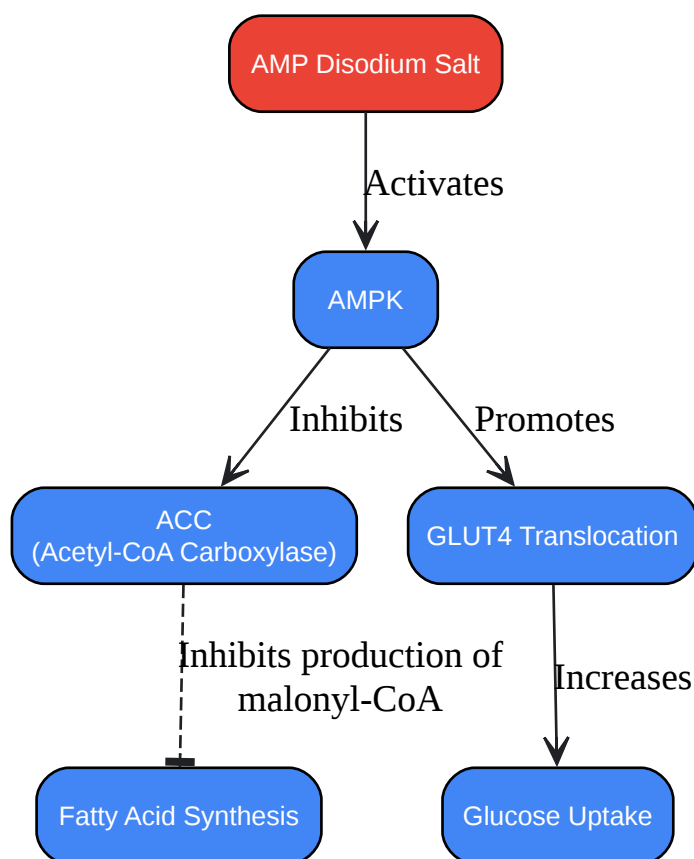 AMP Disodium Salt
Activates
AMPK
Inhibits
Promotes
ACC
(Acetyl-CoA Carboxylase)
GLUT4 Translocation
Inhibits production of
malonyl-CoA
Increases
Fatty Acid Synthesis
Glucose Uptake